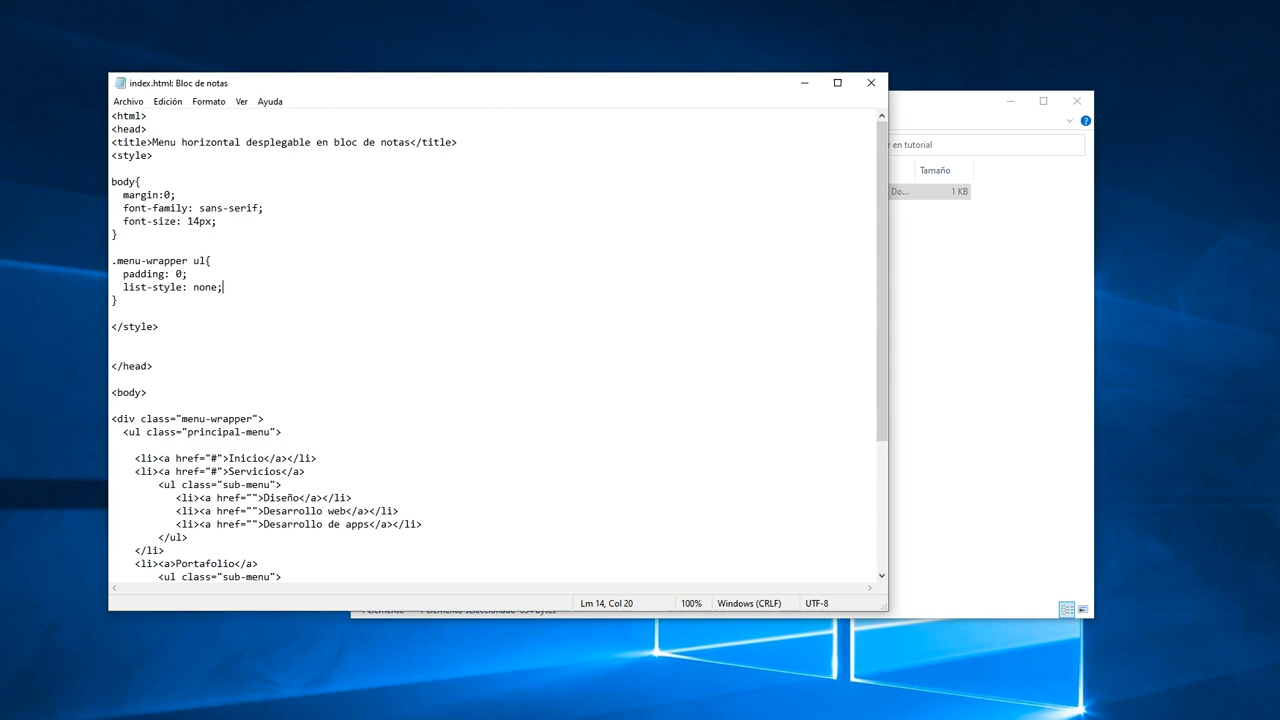 index.html: Bloc de notas
Archivo Edición Formato Ver Ayuda
<html>
<head>
<title>Menu horizontal desplegable en bloc de notas</title>
<style>
body{
margin:0;
font-family: sans-serif;
font-size: 14px;
}
.menu-wrapper ul{
padding: 0;
list-style: none;
}
</style>
</head>
<body>
<div class="menu-wrapper">
<ul class="principal-menu">
<li><a href="#">Inicio</a></li>
<li><a href="#">Servicios</a>
<ul class="sub-menu">
<li><a href="">Diseño</a></li>
<li><a href="">Desarrollo web</a></li>
<li><a href="">Desarrollo de apps</a></li>
</ul>
</li>
<li><a>Portafolio</a>
<ul class="sub-menu">
Lm 14, Col 20 100% Windows (CRLF) UTF-8
en tutorial
Tamaño
Do... 1 KB